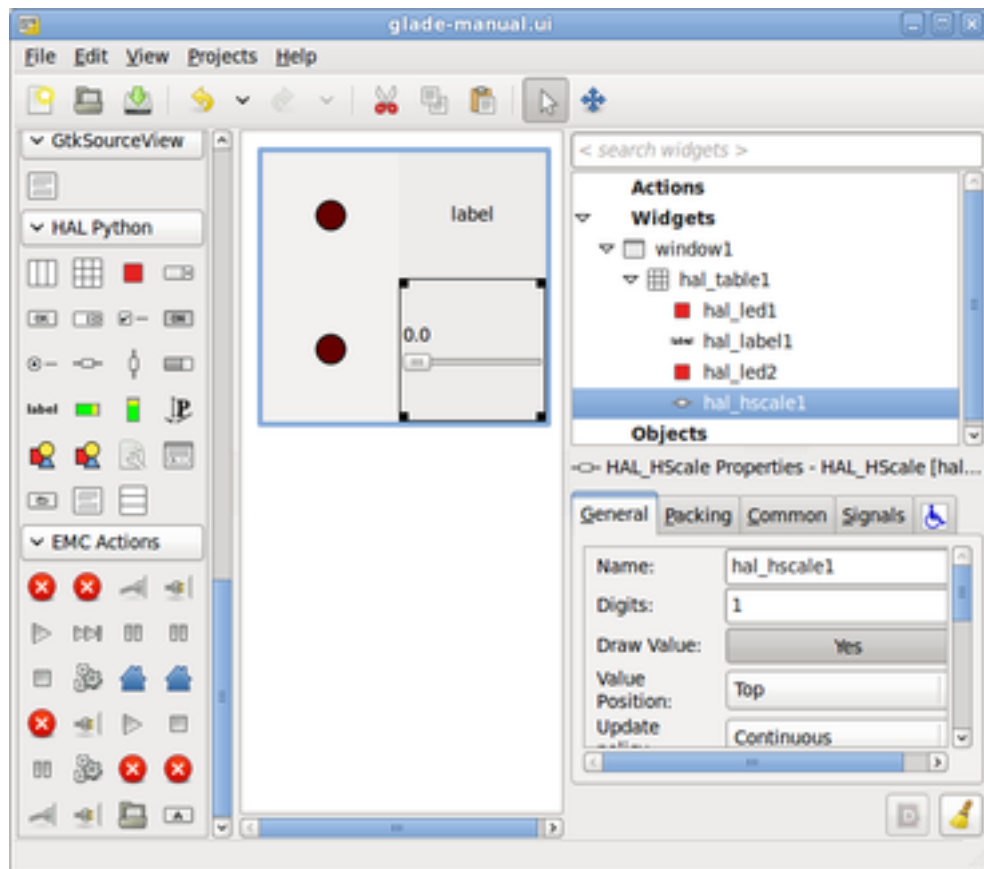 glade-manual.ui
File Edit View Projects Help
GtkSourceView
HAL Python
label
EMC Actions
label
0.0
< search widgets >
Actions
Widgets
window1
hal_table1
hal_led1
label hal_label1
hal_led2
hal_hscale1
Objects
HAL_HScale Properties - HAL_HScale [hal...
General Packing Common Signals
Name: hal_hscale1
Digits: 1
Draw Value: Yes
Value
Position: Top
Update
policy Continuous